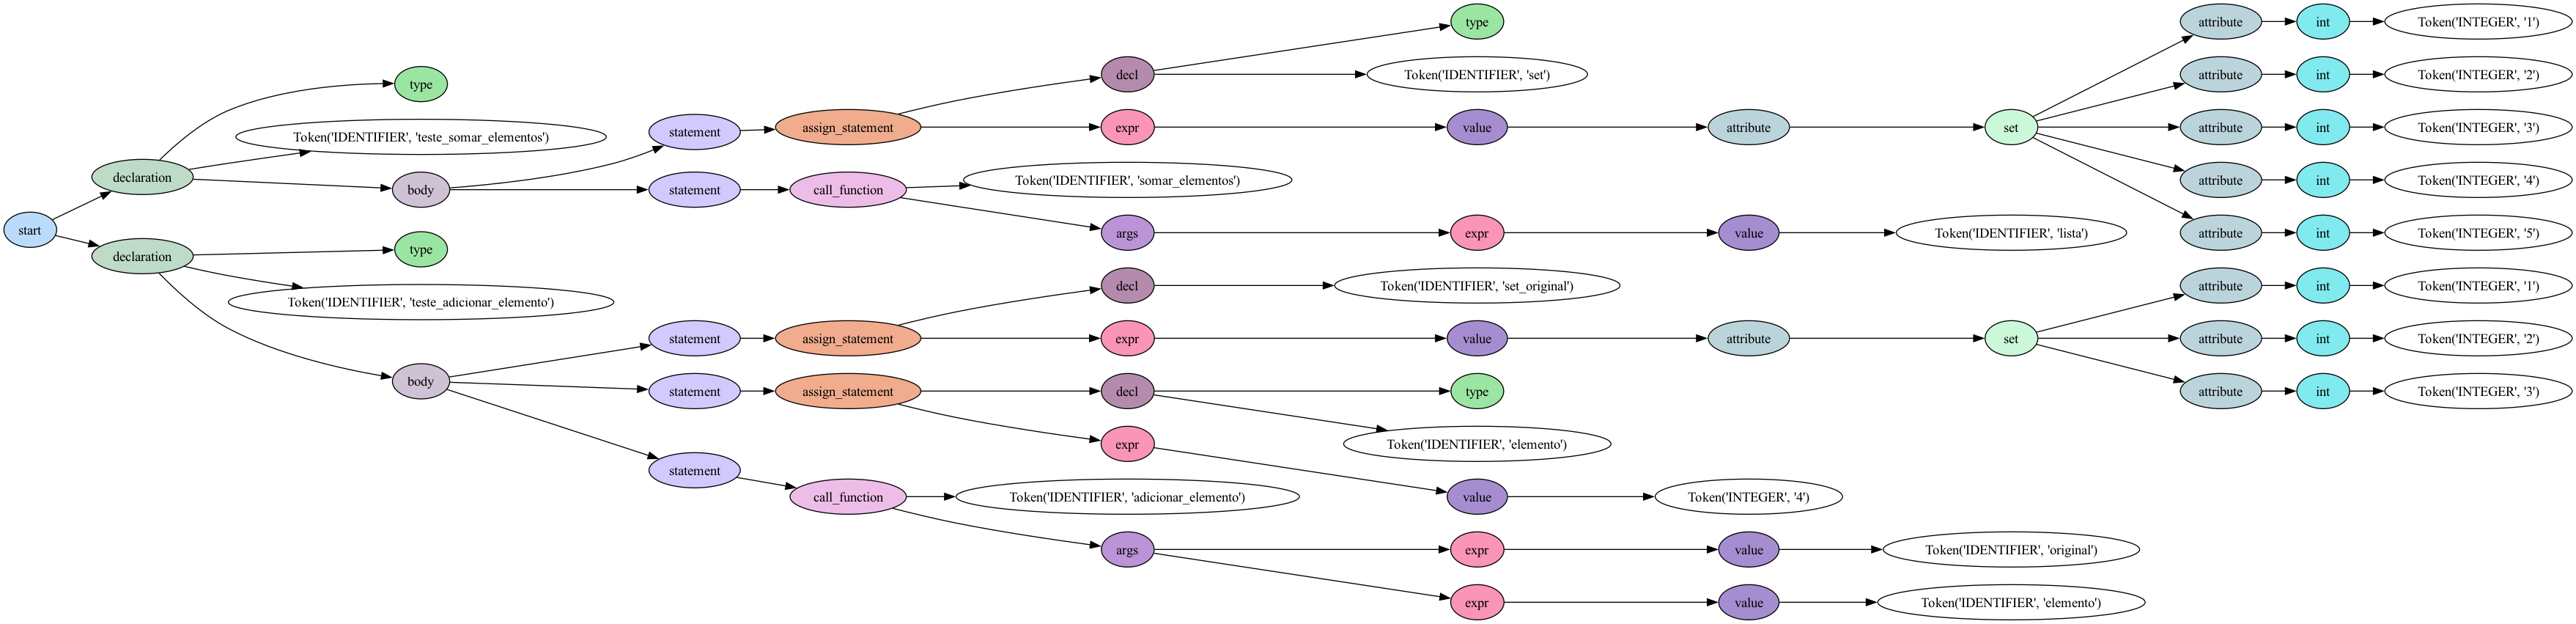 start
declaration
type
Token('IDENTIFIER', 'teste_somar_elementos')
body
statement
assign_statement
decl
type
Token('IDENTIFIER', 'set')
expr
value
attribute
set
attribute
int
Token('INTEGER', '1')
attribute
int
Token('INTEGER', '2')
attribute
int
Token('INTEGER', '3')
attribute
int
Token('INTEGER', '4')
attribute
int
Token('INTEGER', '5')
statement
call_function
Token('IDENTIFIER', 'somar_elementos')
args
expr
value
Token('IDENTIFIER', 'lista')
declaration
type
Token('IDENTIFIER', 'teste_adicionar_elemento')
body
statement
assign_statement
decl
Token('IDENTIFIER', 'set_original')
expr
value
attribute
set
attribute
int
Token('INTEGER', '1')
attribute
int
Token('INTEGER', '2')
attribute
int
Token('INTEGER', '3')
statement
assign_statement
decl
type
Token('IDENTIFIER', 'elemento')
expr
value
Token('INTEGER', '4')
statement
call_function
Token('IDENTIFIER', 'adicionar_elemento')
args
expr
value
Token('IDENTIFIER', 'original')
expr
value
Token('IDENTIFIER', 'elemento')